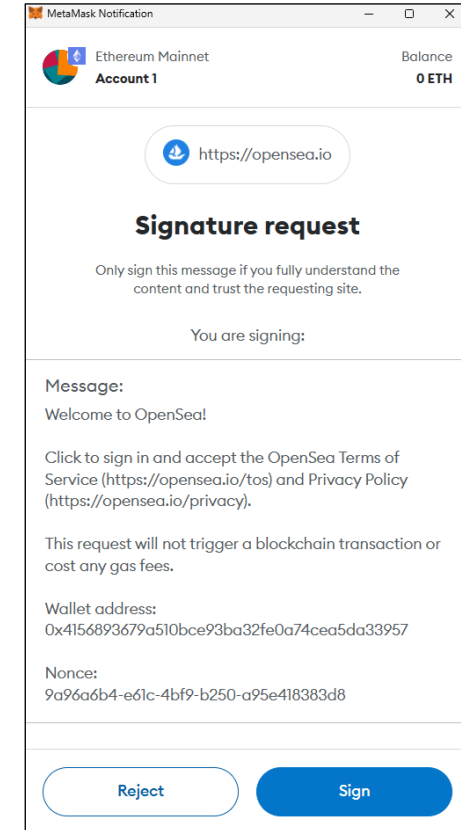 MetaMask Notification
Ethereum Mainnet
Balance
Account 1
0 ETH
https://opensea.io
Signature request
Only sign this message if you fully understand the
content and trust the requesting site.
You are signing:
Message:
Welcome to OpenSea!
Click to sign in and accept the OpenSea Terms of
Service (https://opensea.io/tos) and Privacy Policy
(https://opensea.io/privacy).
This request will not trigger a blockchain transaction or
cost any gas fees.
Wallet address:
0x4156893679a510bce93ba32fe0a74cea5da33957
Nonce:
9a96a6b4-e61c-4bf9-b250-a95e418383d8
Reject
Sign